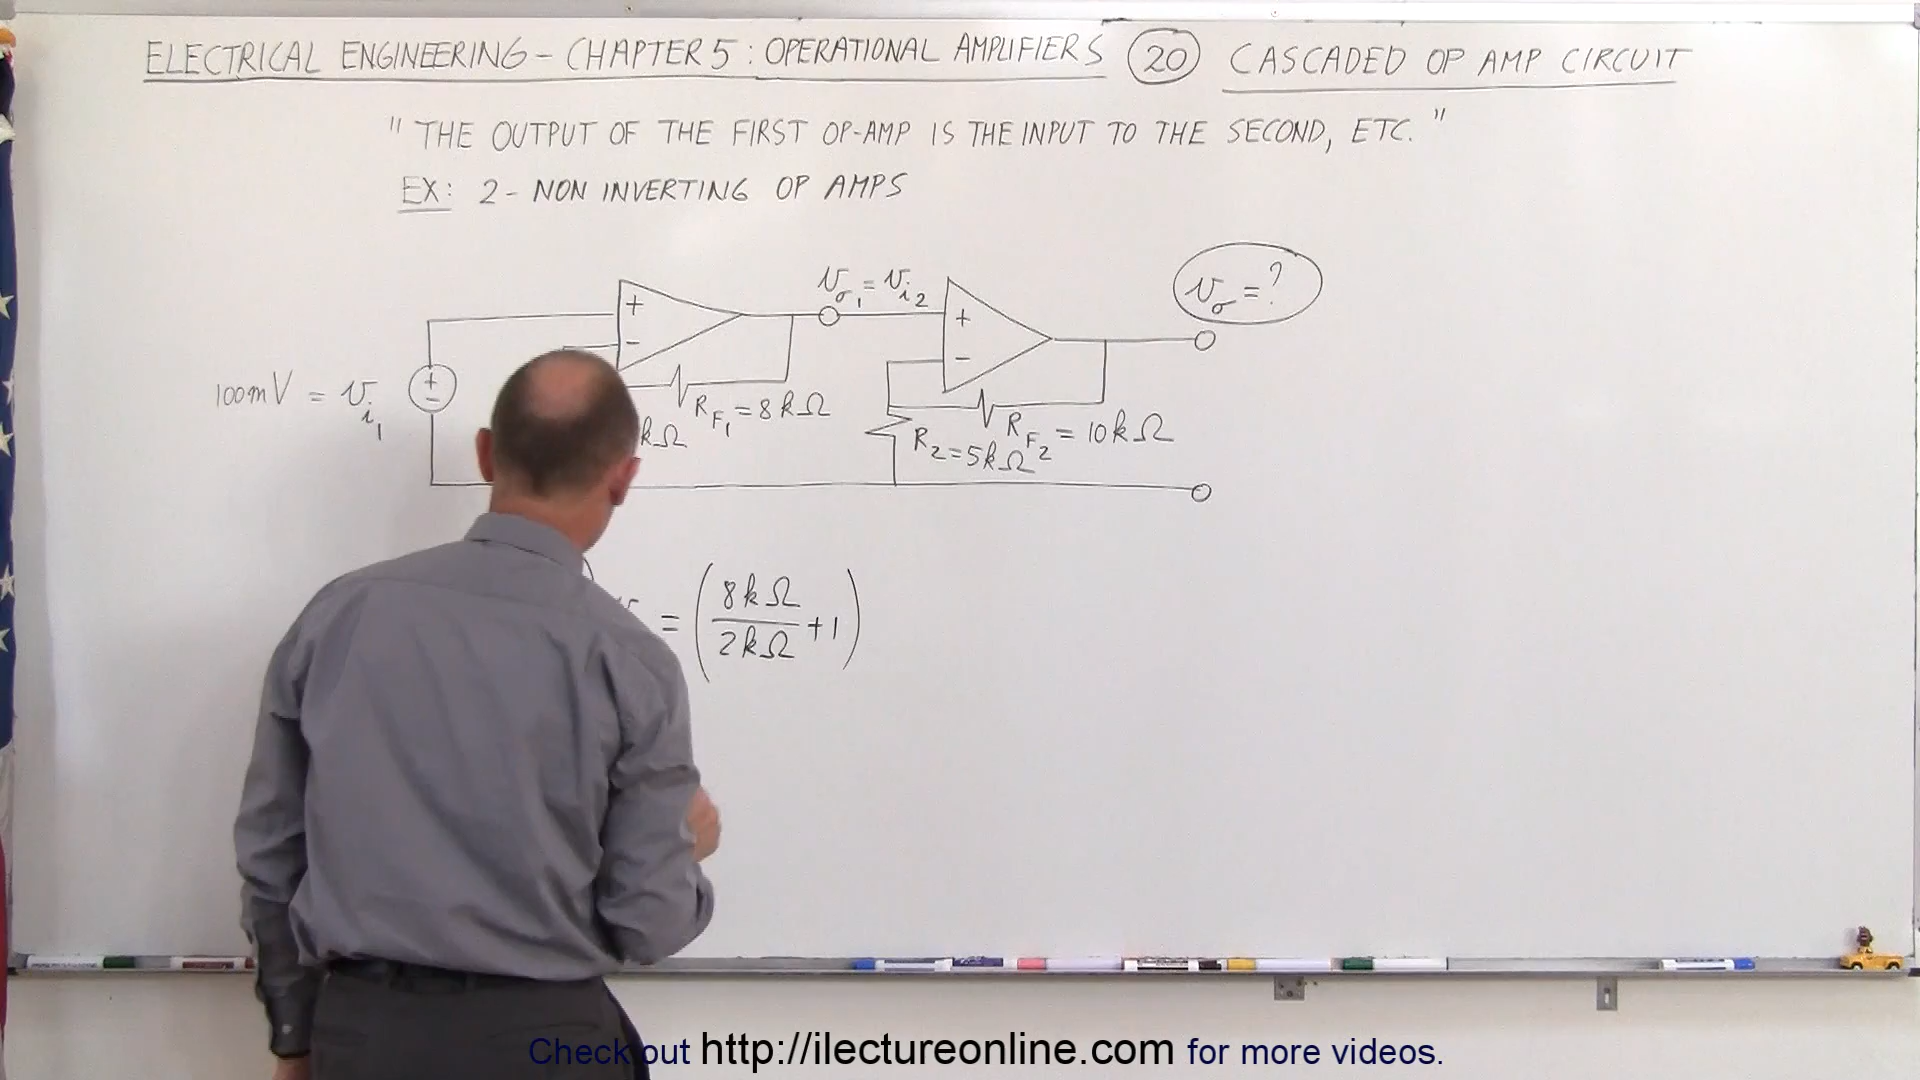 ELECTRICAL ENGINEERING – CHAPTER 5 : OPERATIONAL AMPLIFIERS 20 CASCADED OP AMP CIRCUIT
" THE OUTPUT OF THE FIRST OP-AMP IS THE INPUT TO THE SECOND, ETC. "
EX: 2 - NON INVERTING OP AMPS
v_o1 = v_i2
v_o = ?
+
−
+
−
100mV = v_i1
+
−
R_F1 = 8kΩ
kΩ
R_2 = 5kΩ
R_F2 = 10kΩ
= (8kΩ/2kΩ + 1)
Check out http://ilectureonline.com for more videos.